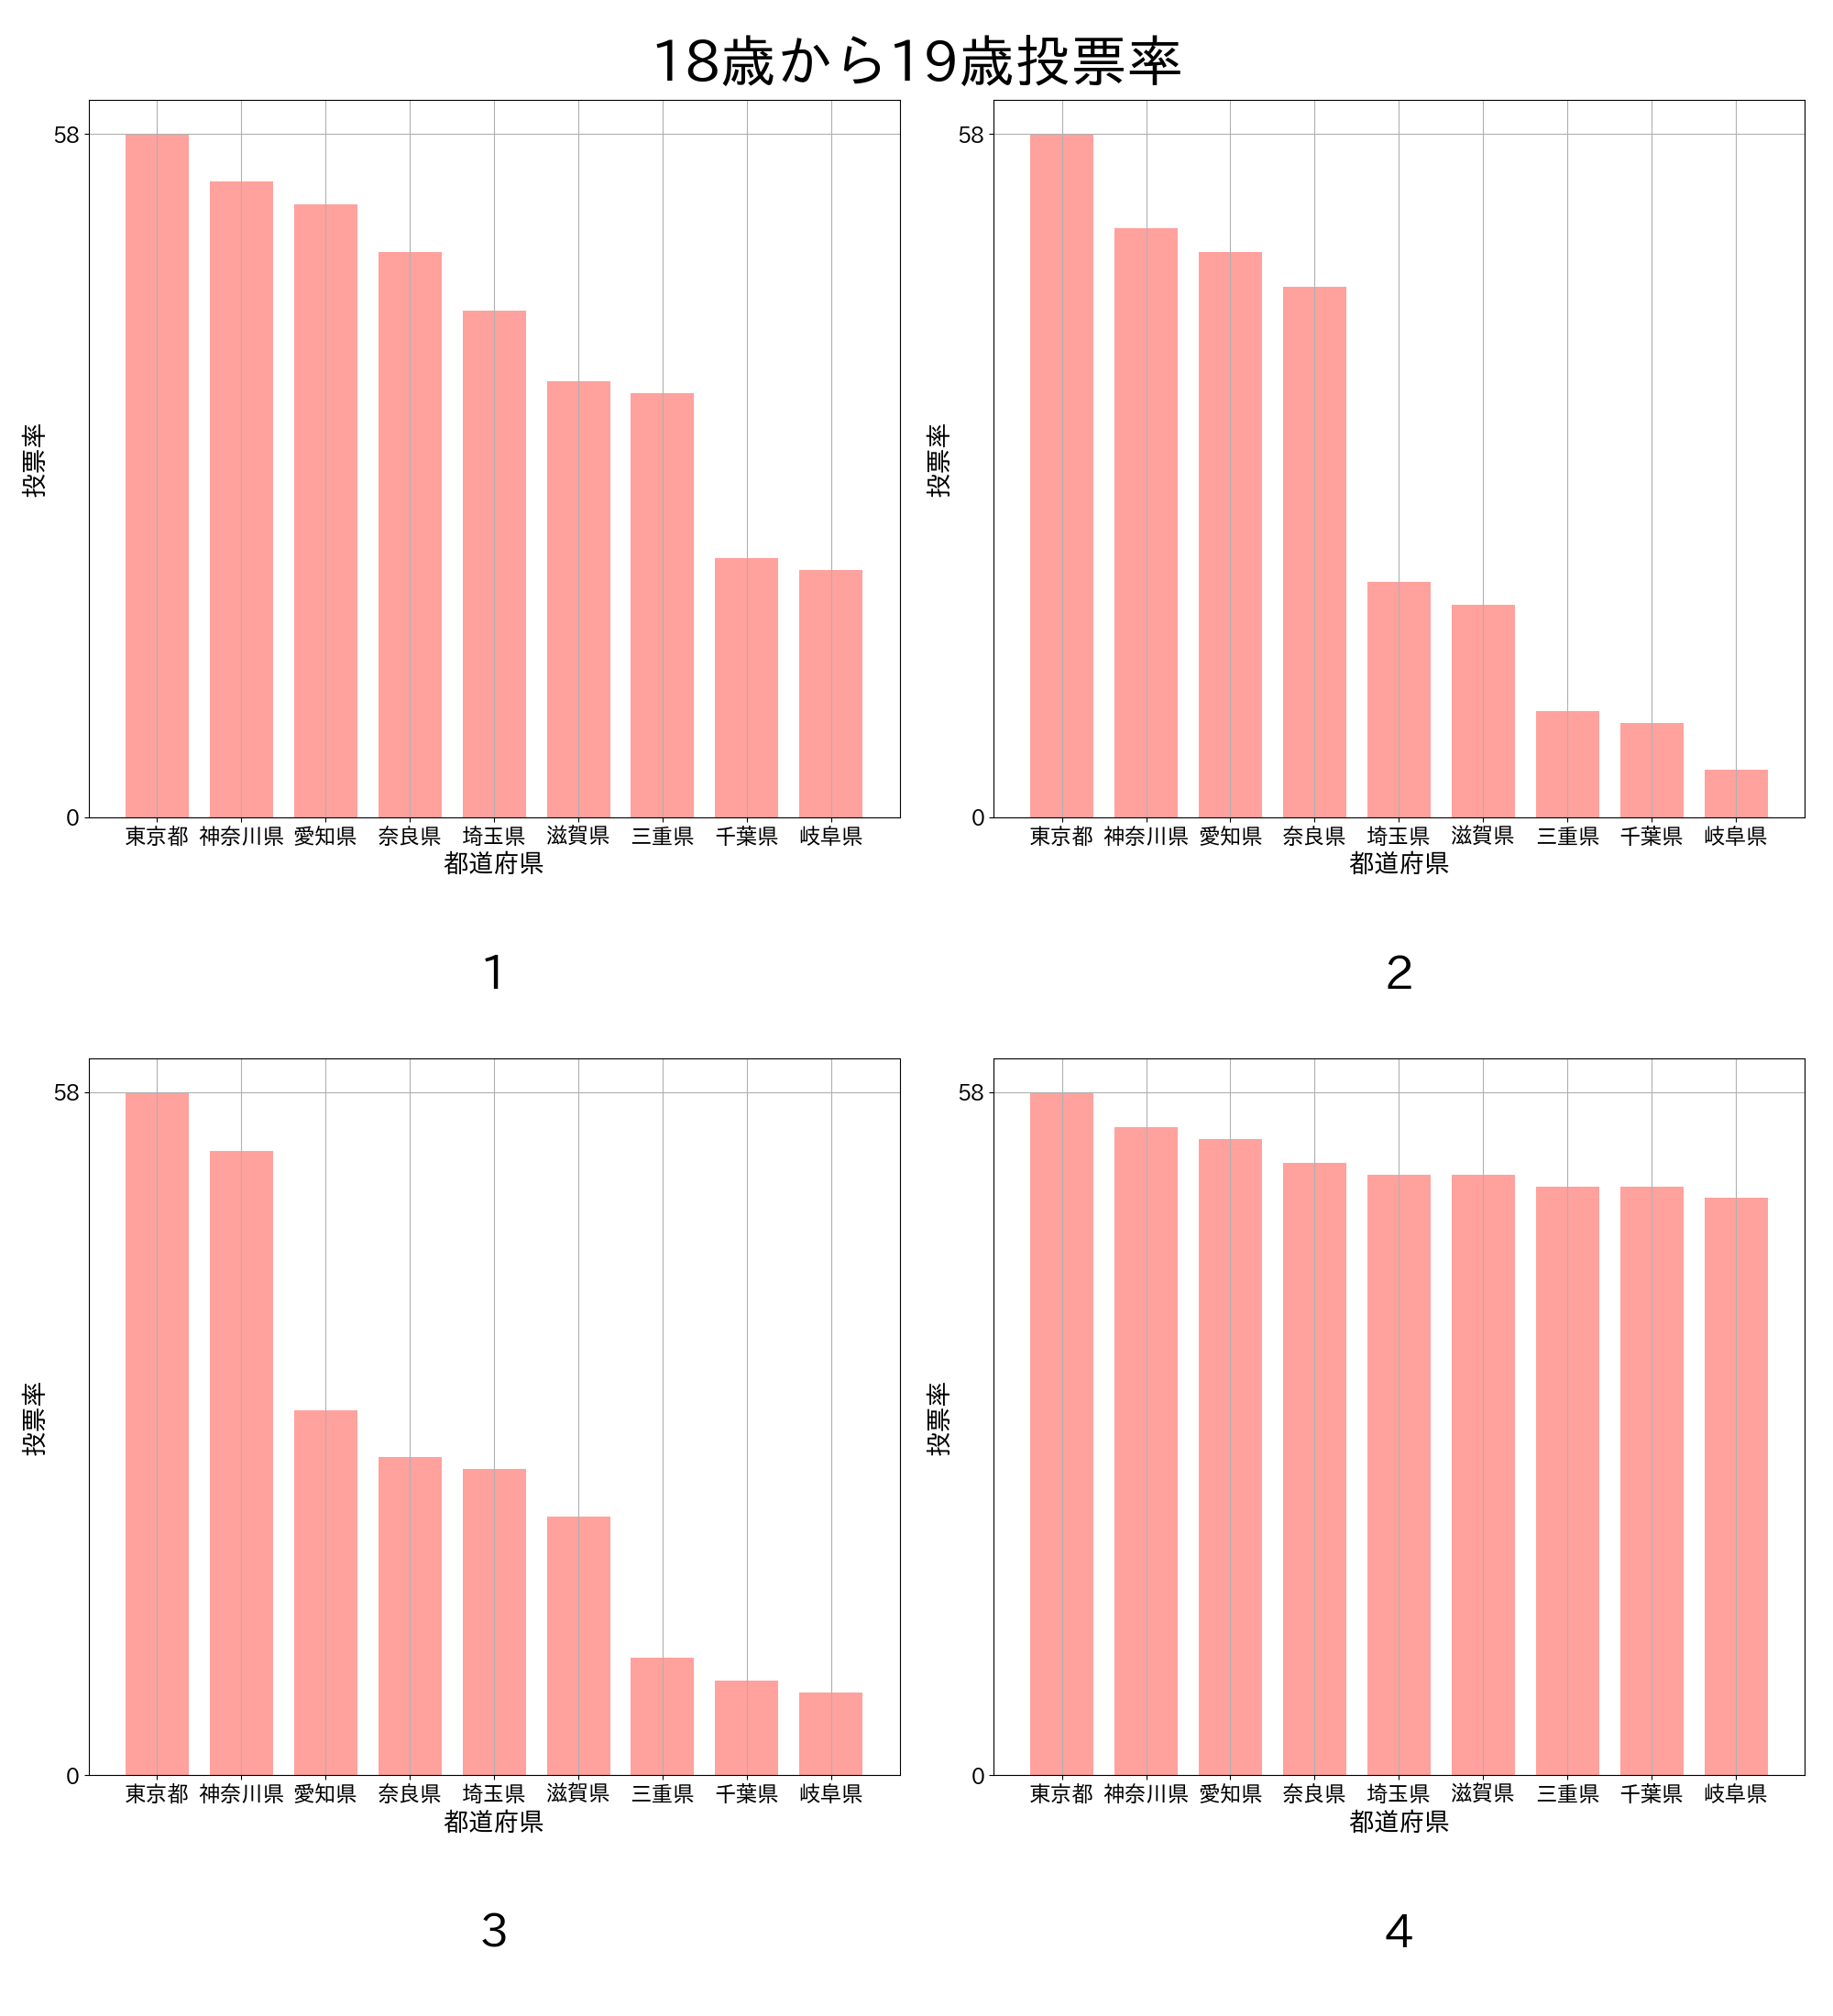 18歳から19歳投票率
58
0
投票率
東京都 神奈川県 愛知県 奈良県 埼玉県 滋賀県 三重県 千葉県 岐阜県
都道府県
1
58
0
投票率
東京都 神奈川県 愛知県 奈良県 埼玉県 滋賀県 三重県 千葉県 岐阜県
都道府県
2
58
0
投票率
東京都 神奈川県 愛知県 奈良県 埼玉県 滋賀県 三重県 千葉県 岐阜県
都道府県
3
58
0
投票率
東京都 神奈川県 愛知県 奈良県 埼玉県 滋賀県 三重県 千葉県 岐阜県
都道府県
4